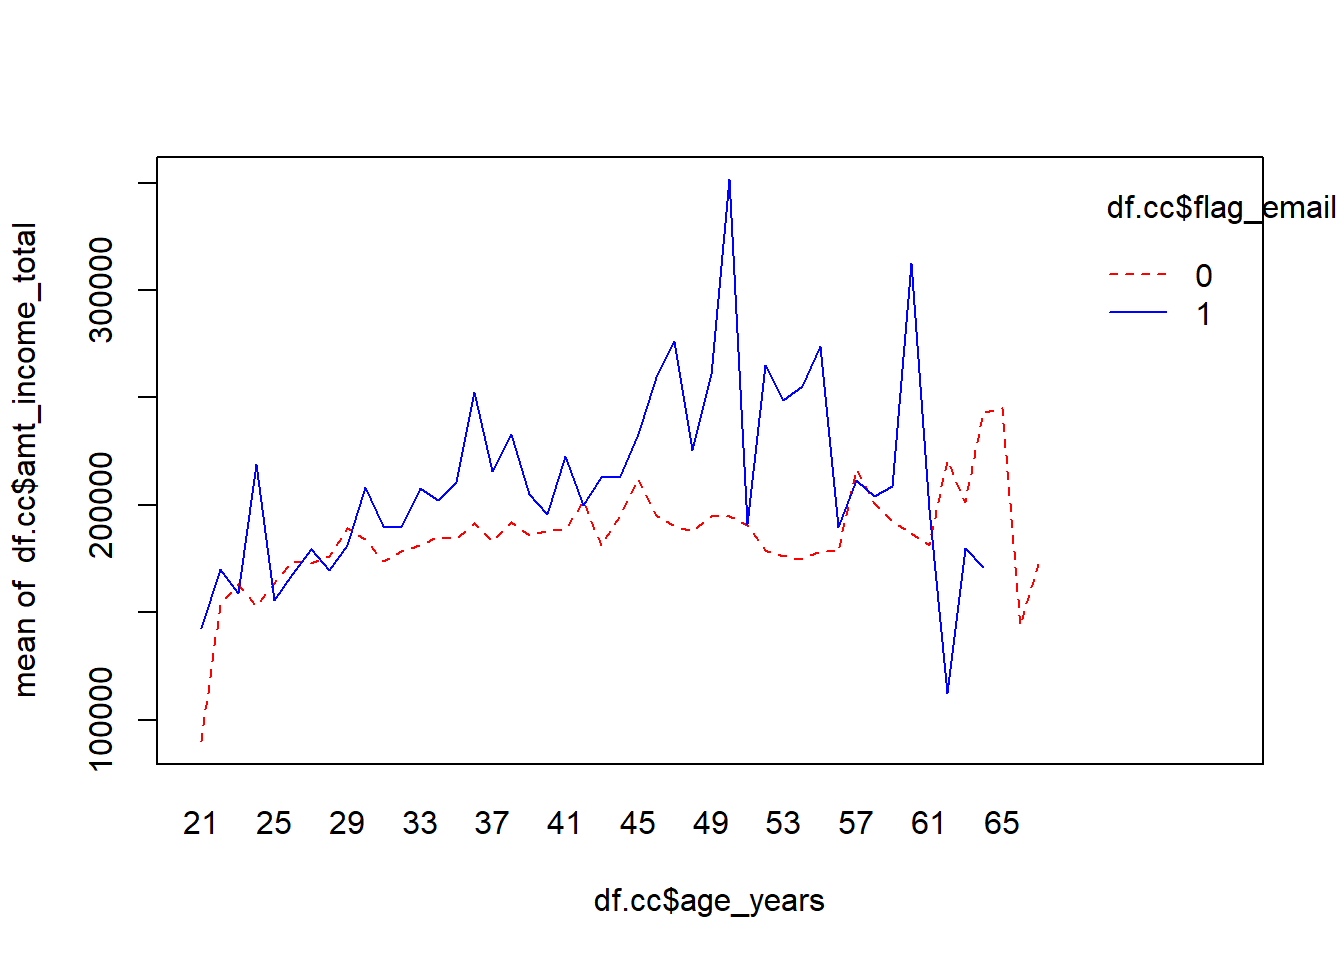 df.cc$flag_email
0
1
mean of  df.cc$amt_income_total
300000
200000
100000
21 25 29 33 37 41 45 49 53 57 61 65
df.cc$age_years